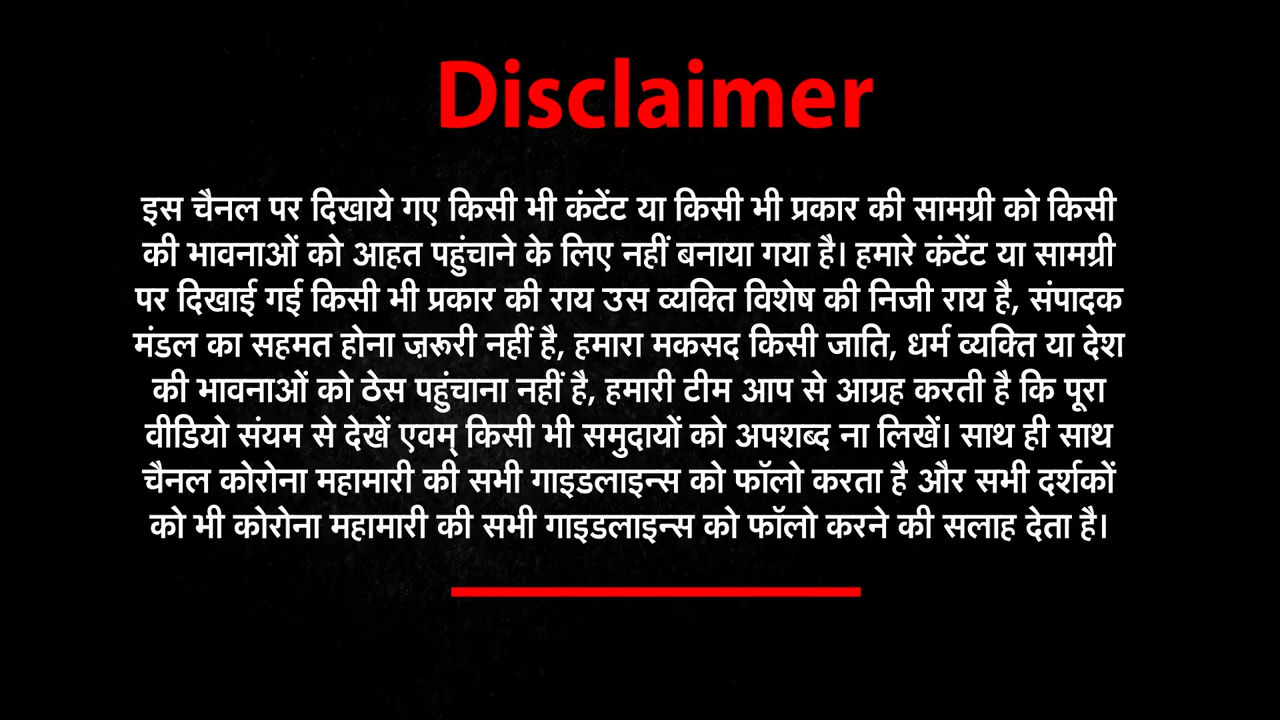 Disclaimer
इस चैनल पर दिखाये गए किसी भी कंटेंट या किसी भी प्रकार की सामग्री को किसी
की भावनाओं को आहत पहुंचाने के लिए नहीं बनाया गया है। हमारे कंटेंट या सामग्री
पर दिखाई गई किसी भी प्रकार की राय उस व्यक्ति विशेष की निजी राय है, संपादक
मंडल का सहमत होना ज़रूरी नहीं है, हमारा मकसद किसी जाति, धर्म व्यक्ति या देश
की भावनाओं को ठेस पहुंचाना नहीं है, हमारी टीम आप से आग्रह करती है कि पूरा
वीडियो संयम से देखें एवम् किसी भी समुदायों को अपशब्द ना लिखें। साथ ही साथ
चैनल कोरोना महामारी की सभी गाइडलाइन्स को फॉलो करता है और सभी दर्शकों
को भी कोरोना महामारी की सभी गाइडलाइन्स को फॉलो करने की सलाह देता है।